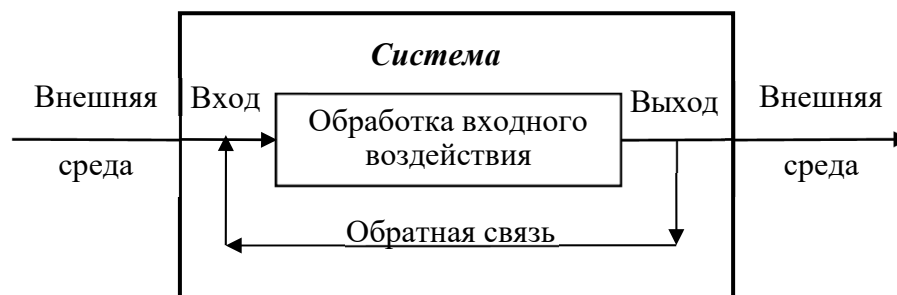 Система
Внешняя
Вход
Выход
Внешняя
Обработка входного
воздействия
среда
среда
Обратная связь